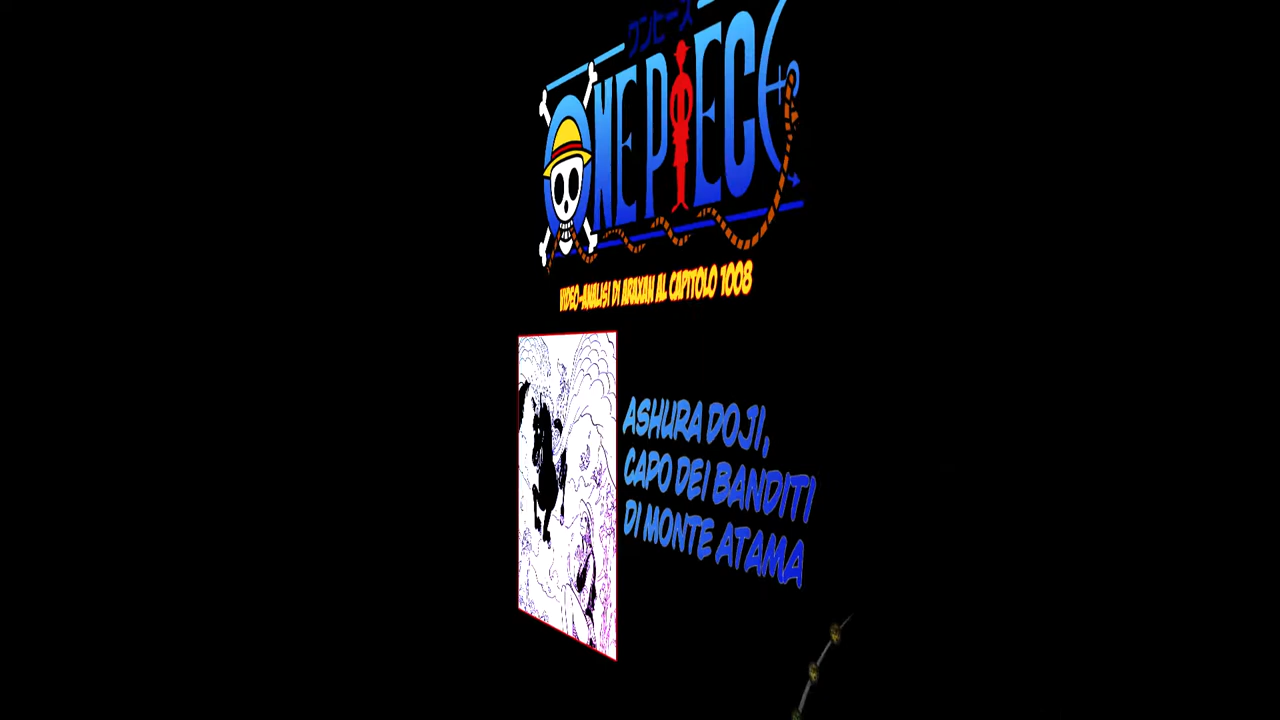 ワンピース
ONE PIECE
VIDEO-ANALISI DI ARAXAN AL CAPITOLO 1008
ASHURA DOJI,
CAPO DEI BANDITI
DI MONTE ATAMA